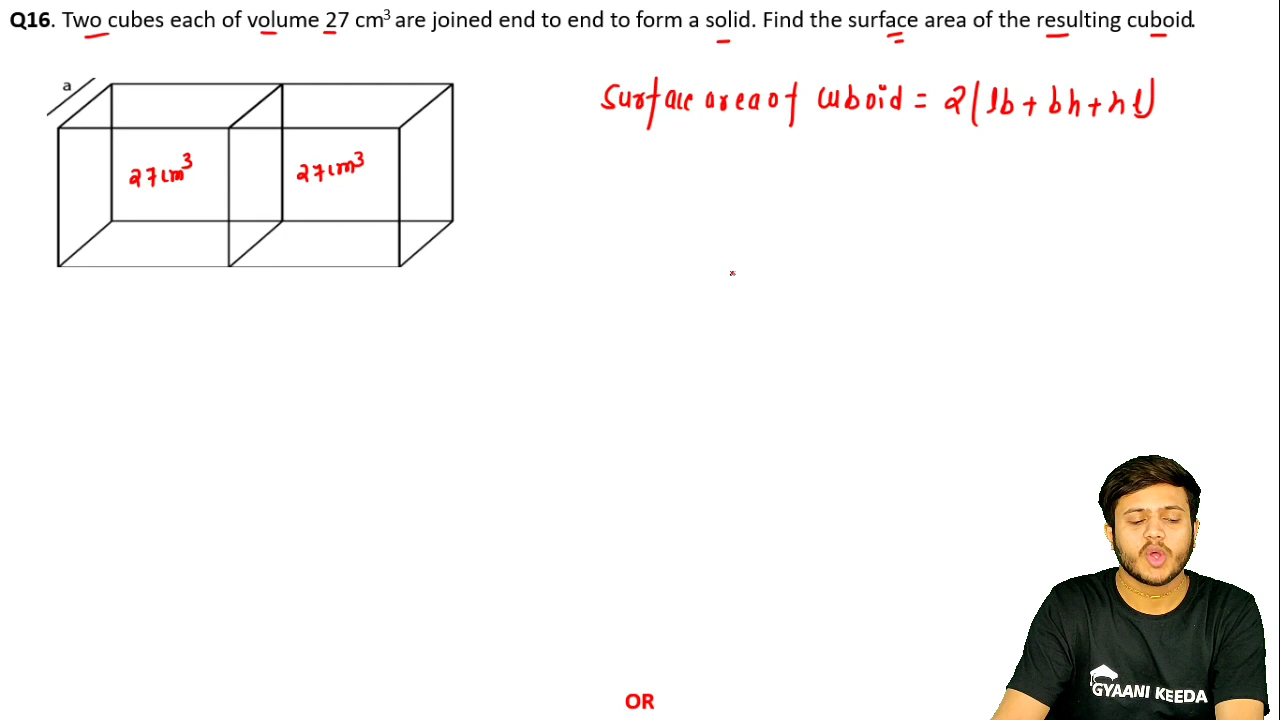 Q16. Two cubes each of volume 27 cm³ are joined end to end to form a solid. Find the surface area of the resulting cuboid.
a
Surface area of cuboid = 2(lb + bh + hl)
27cm³ 27cm³
GYAANI KEEDA
OR